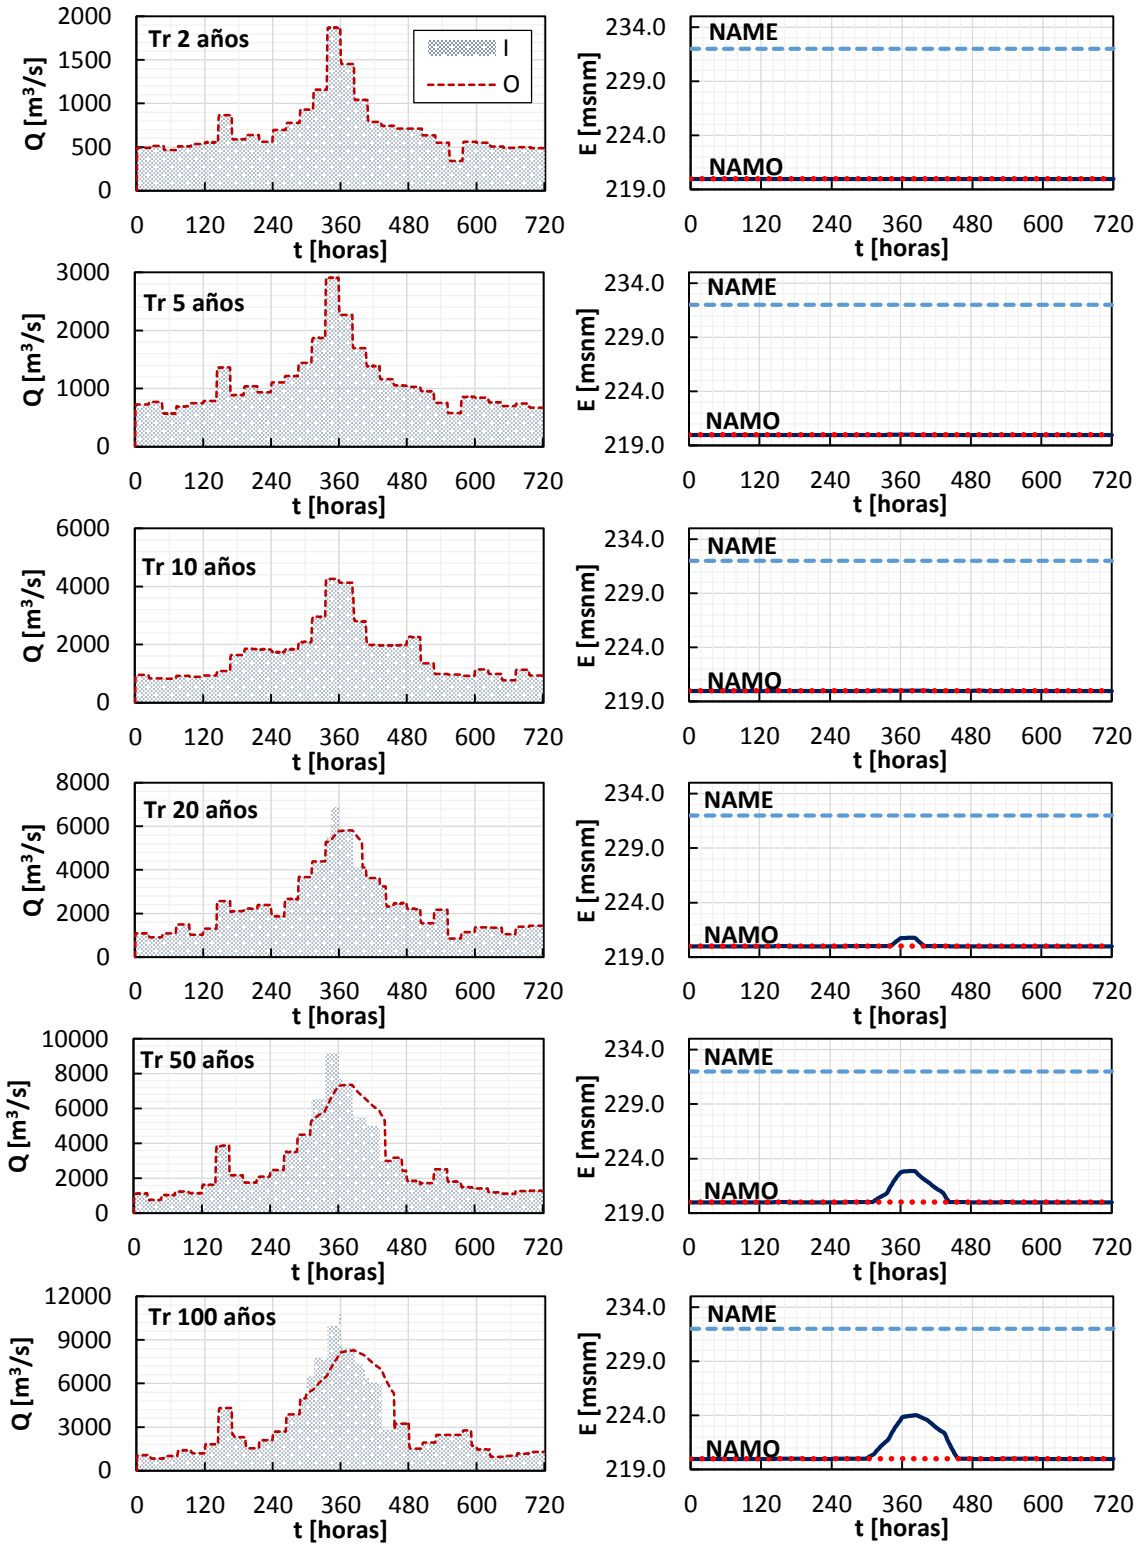 Q [m³/s]
2000
1500
1000
500
0
Tr 2 años
I
O
0 120 240 360 480 600 720
t [horas]
E [msnm]
234.0
229.0
224.0
219.0
NAME
NAMO
0 120 240 360 480 600 720
t [horas]
Q [m³/s]
3000
2000
1000
0
Tr 5 años
0 120 240 360 480 600 720
t [horas]
E [msnm]
234.0
229.0
224.0
219.0
NAME
NAMO
0 120 240 360 480 600 720
t [horas]
Q [m³/s]
6000
4000
2000
0
Tr 10 años
0 120 240 360 480 600 720
t [horas]
E [msnm]
234.0
229.0
224.0
219.0
NAME
NAMO
0 120 240 360 480 600 720
t [horas]
Q [m³/s]
8000
6000
4000
2000
0
Tr 20 años
0 120 240 360 480 600 720
t [horas]
E [msnm]
234.0
229.0
224.0
219.0
NAME
NAMO
0 120 240 360 480 600 720
t [horas]
Q [m³/s]
10000
8000
6000
4000
2000
0
Tr 50 años
0 120 240 360 480 600 720
t [horas]
E [msnm]
234.0
229.0
224.0
219.0
NAME
NAMO
0 120 240 360 480 600 720
t [horas]
Q [m³/s]
12000
9000
6000
3000
0
Tr 100 años
0 120 240 360 480 600 720
t [horas]
E [msnm]
234.0
229.0
224.0
219.0
NAME
NAMO
0 120 240 360 480 600 720
t [horas]